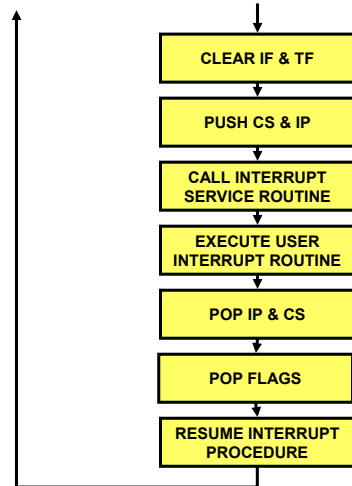 CLEAR IF & TF
PUSH CS & IP
CALL INTERRUPT
SERVICE ROUTINE
EXECUTE USER
INTERRUPT ROUTINE
POP IP & CS
POP FLAGS
RESUME INTERRUPT
PROCEDURE